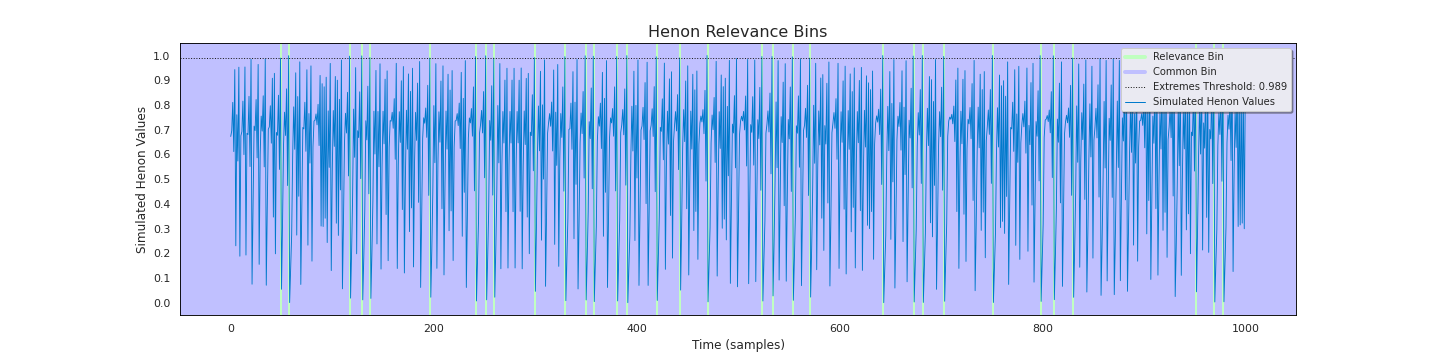 Henon Relevance Bins
Relevance Bin
Common Bin
Extremes Threshold: 0.989
Simulated Henon Values
Simulated Henon Values
1.0
0.9
0.8
0.7
0.6
0.5
0.4
0.3
0.2
0.1
0.0
0 200 400 600 800 1000
Time (samples)